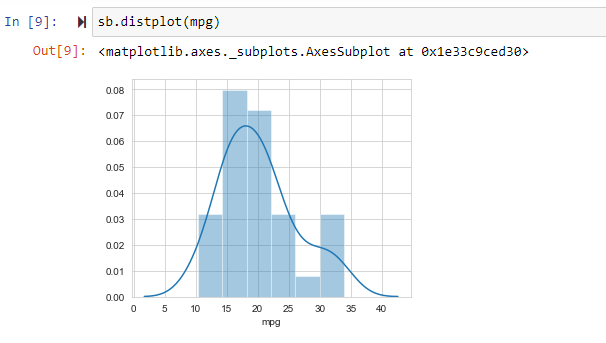 In [9]: sb.distplot(mpg)
Out[9]: <matplotlib.axes._subplots.AxesSubplot at 0x1e33c9ced30>
0.08
0.07
0.06
0.05
0.04
0.03
0.02
0.01
0.00
0 5 10 15 20 25 30 35 40
mpg